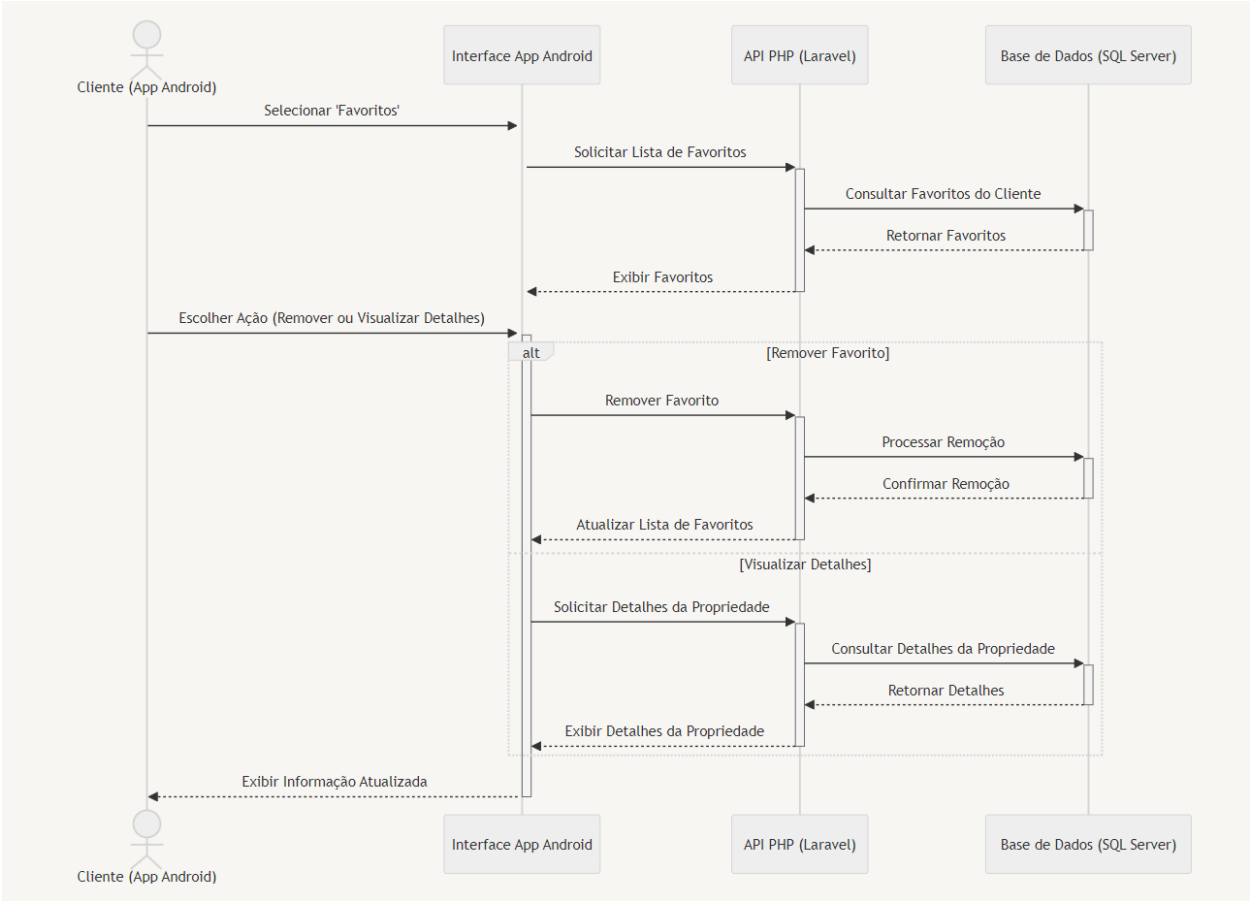 Cliente (App Android)
Interface App Android
API PHP (Laravel)
Base de Dados (SQL Server)
Selecionar 'Favoritos'
Solicitar Lista de Favoritos
Consultar Favoritos do Cliente
Retornar Favoritos
Exibir Favoritos
Escolher Ação (Remover ou Visualizar Detalhes)
alt
[Remover Favorito]
Remover Favorito
Processar Remoção
Confirmar Remoção
Atualizar Lista de Favoritos
[Visualizar Detalhes]
Solicitar Detalhes da Propriedade
Consultar Detalhes da Propriedade
Retornar Detalhes
Exibir Detalhes da Propriedade
Exibir Informação Atualizada
Cliente (App Android)
Interface App Android
API PHP (Laravel)
Base de Dados (SQL Server)